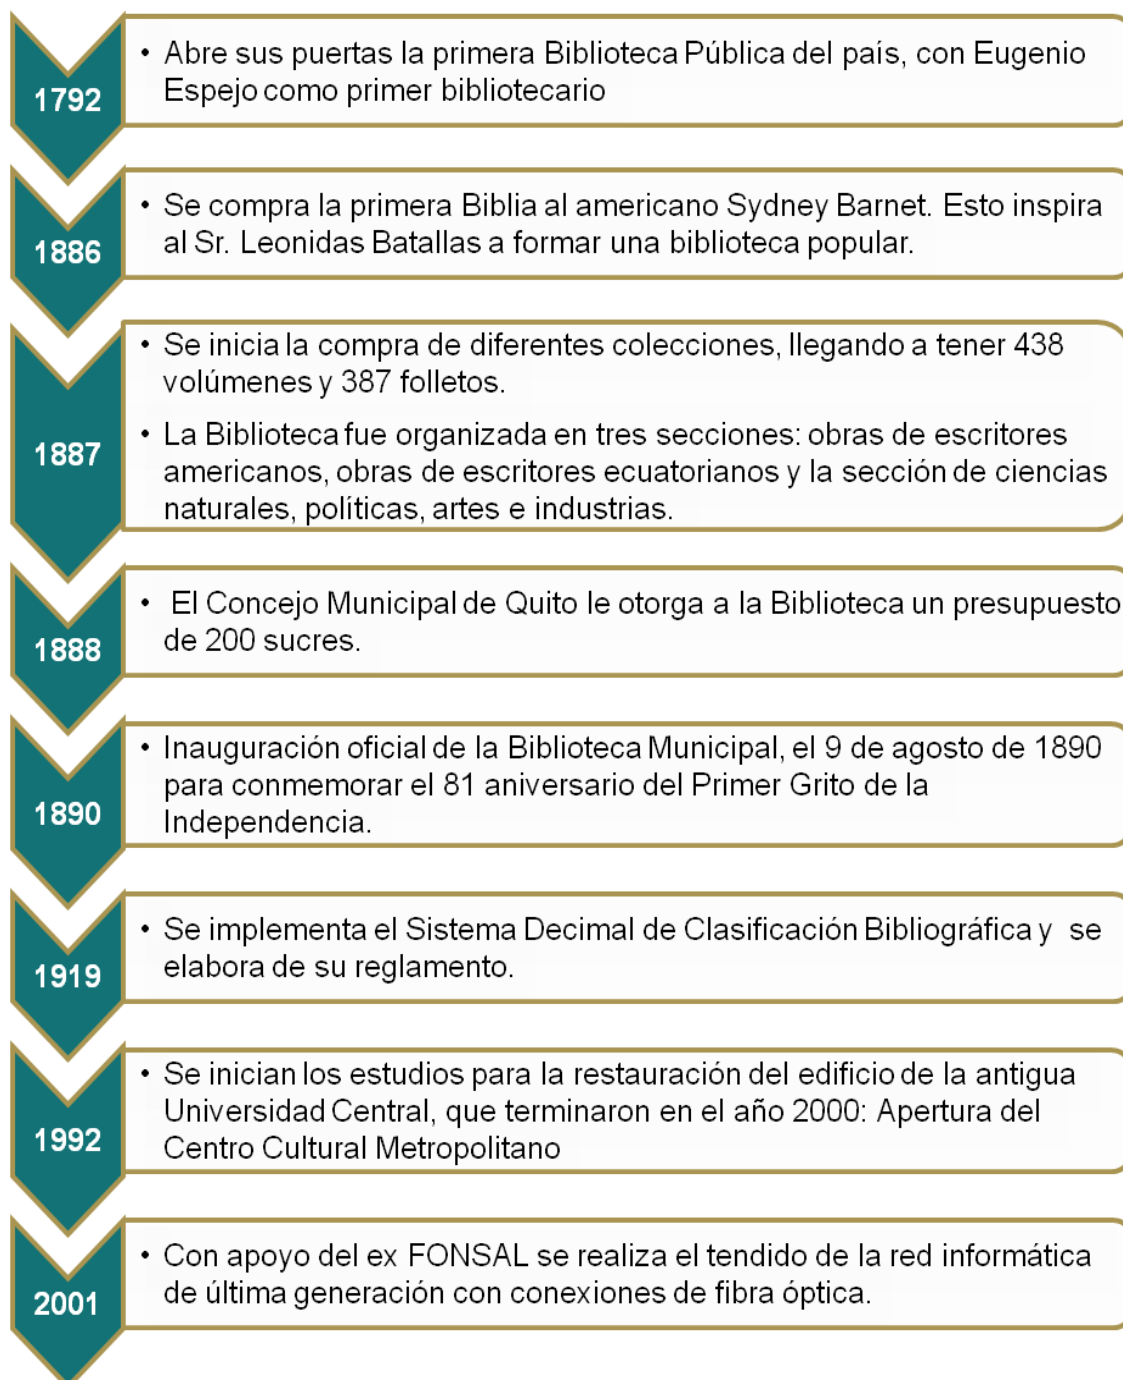 1792
• Abre sus puertas la primera Biblioteca Pública del país, con Eugenio
Espejo como primer bibliotecario
1886
• Se compra la primera Biblia al americano Sydney Barnet. Esto inspira
al Sr. Leonidas Batallas a formar una biblioteca popular.
1887
• Se inicia la compra de diferentes colecciones, llegando a tener 438
volúmenes y 387 folletos.
• La Biblioteca fue organizada en tres secciones: obras de escritores
americanos, obras de escritores ecuatorianos y la sección de ciencias
naturales, políticas, artes e industrias.
1888
• El Concejo Municipal de Quito le otorga a la Biblioteca un presupuesto
de 200 sucres.
1890
• Inauguración oficial de la Biblioteca Municipal, el 9 de agosto de 1890
para conmemorar el 81 aniversario del Primer Grito de la
Independencia.
1919
• Se implementa el Sistema Decimal de Clasificación Bibliográfica y se
elabora de su reglamento.
1992
• Se inician los estudios para la restauración del edificio de la antigua
Universidad Central, que terminaron en el año 2000: Apertura del
Centro Cultural Metropolitano
2001
• Con apoyo del ex FONSAL se realiza el tendido de la red informática
de última generación con conexiones de fibra óptica.